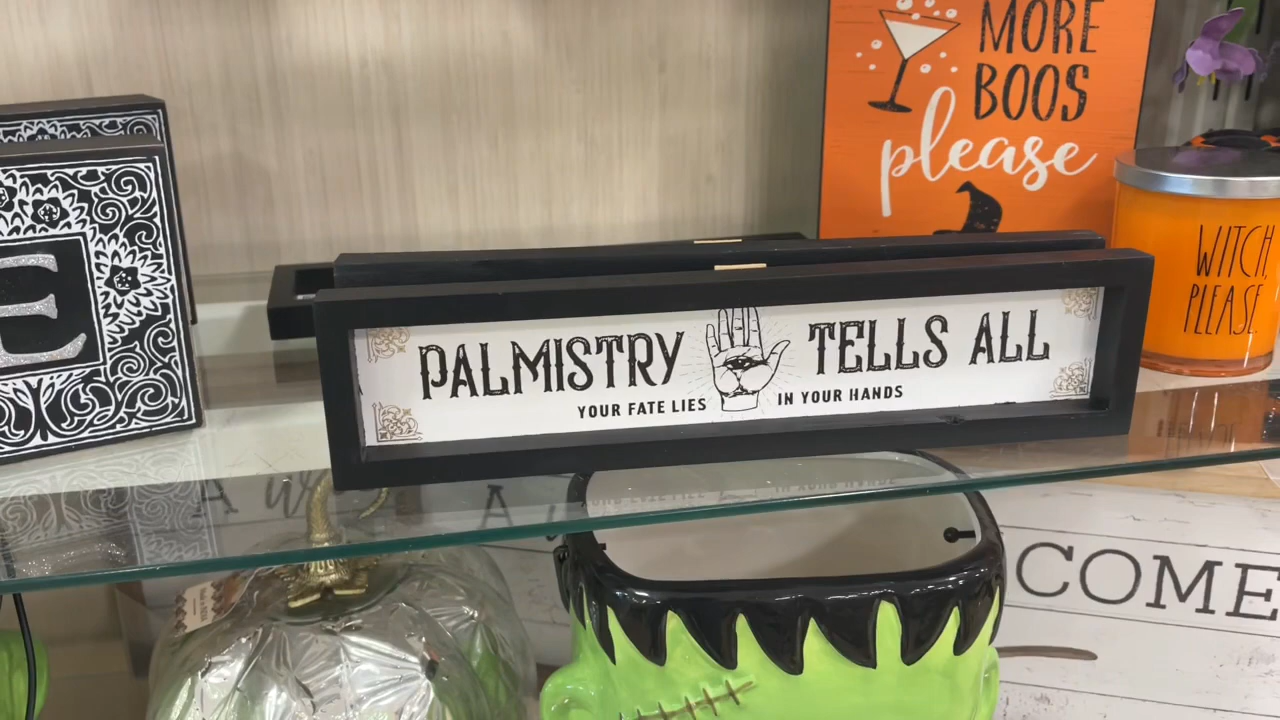 MORE
BOOS
please
WITCH,
PLEASE.
E
PALMISTRY TELLS ALL
YOUR FATE LIES IN YOUR HANDS
A
A
COME